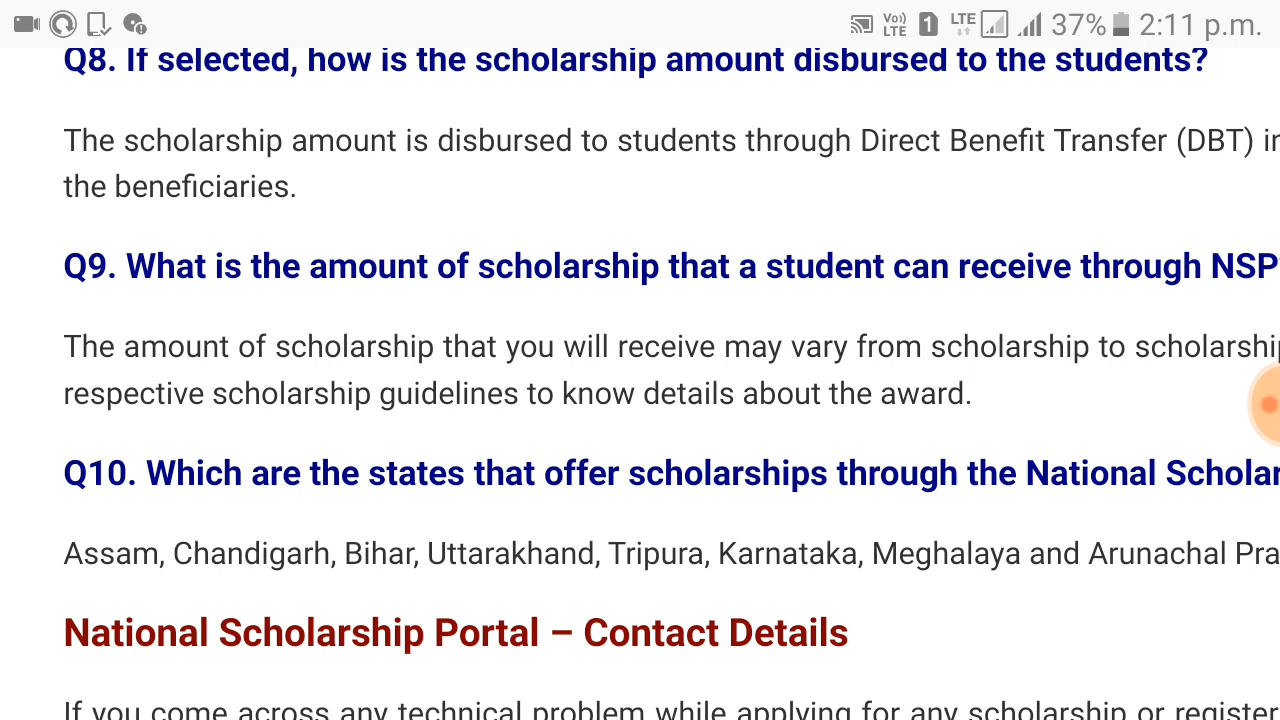 Vo) LTE 1 LTE 37% 2:11 p.m.
Q8. If selected, how is the scholarship amount disbursed to the students?
The scholarship amount is disbursed to students through Direct Benefit Transfer (DBT)
the beneficiaries.
Q9. What is the amount of scholarship that a student can receive through NSP
The amount of scholarship that you will receive may vary from scholarship to
respective scholarship guidelines to know details about the award.
Q10. Which are the states that offer scholarships through the National
Assam, Chandigarh, Bihar, Uttarakhand, Tripura, Karnataka, Meghalaya and Arunachal
National Scholarship Portal – Contact Details
If you come across any technical problem while applying for any scholarship or